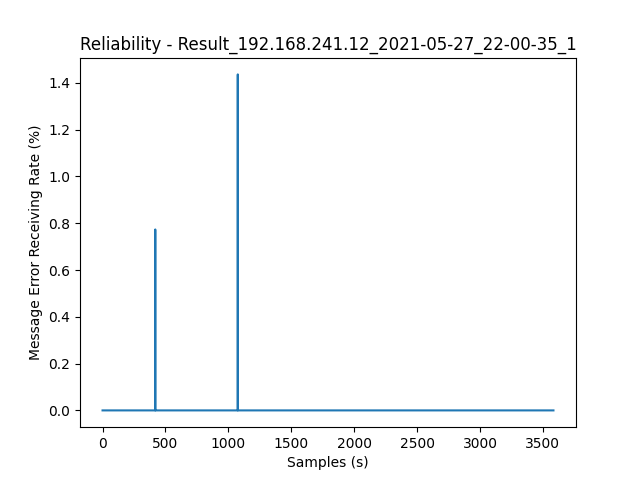 Reliability - Result_192.168.241.12_2021-05-27_22-00-35_1
1.4
1.2
1.0
0.8
0.6
0.4
0.2
0.0
Message Error Receiving Rate (%)
0 500 1000 1500 2000 2500 3000 3500
Samples (s)